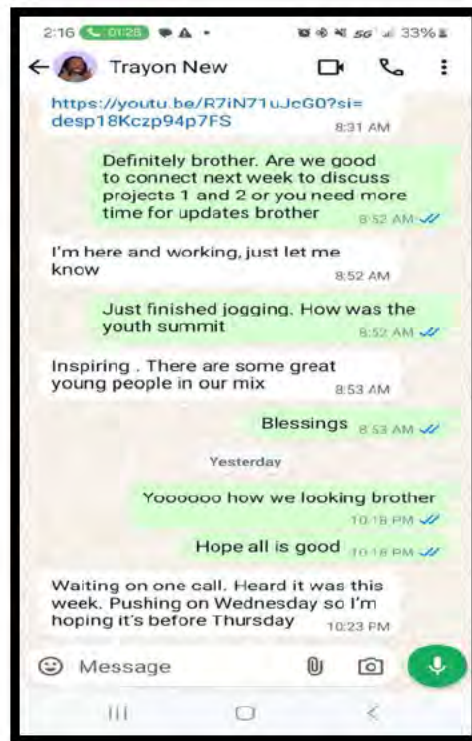 2:16 01:28 5G 33%
Trayon New
https://youtu.be/R7iN71uJcG0?si=
desp18Kczp94p7FS
8:31 AM
Definitely brother. Are we good
to connect next week to discuss
projects 1 and 2 or you need more
time for updates brother
8:52 AM
I'm here and working, just let me
know
8:52 AM
Just finished jogging. How was the
youth summit
8:52 AM
Inspiring . There are some great
young people in our mix
8:53 AM
Blessings 8:53 AM
Yesterday
Yoooooo how we looking brother
10:18 PM
Hope all is good 10:18 PM
Waiting on one call. Heard it was this
week. Pushing on Wednesday so I'm
hoping it's before Thursday 10:23 PM
Message